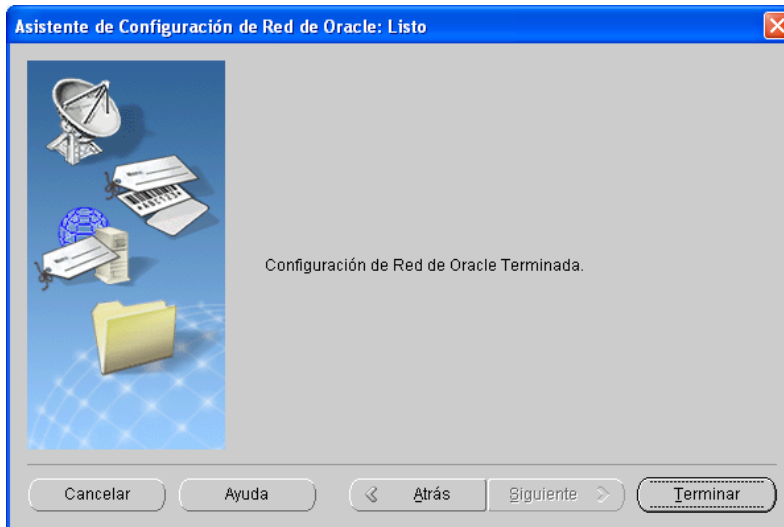 Asistente de Configuración de Red de Oracle: Listo
Configuración de Red de Oracle Terminada.
Cancelar
Ayuda
Atrás
Siguiente
Terminar